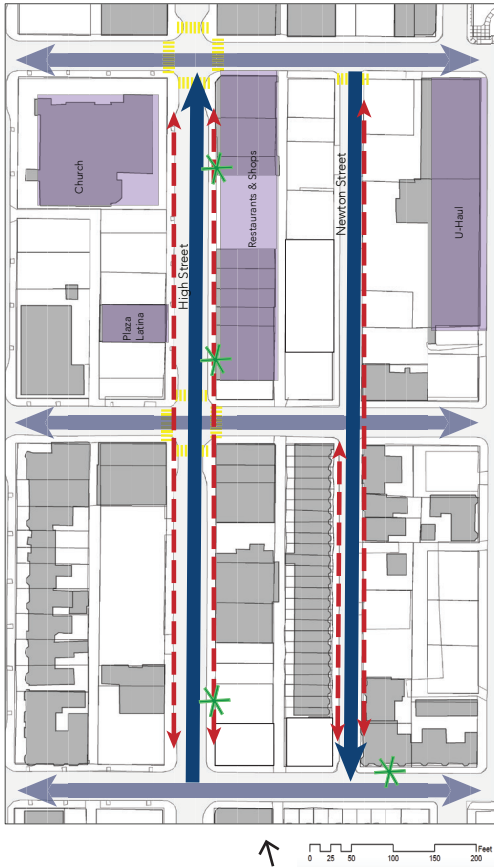 Church
Restaurants & Shops
Newton Street
U-Haul
High Street
Plaza
Latina
Feet
0 25 50 100 150 200